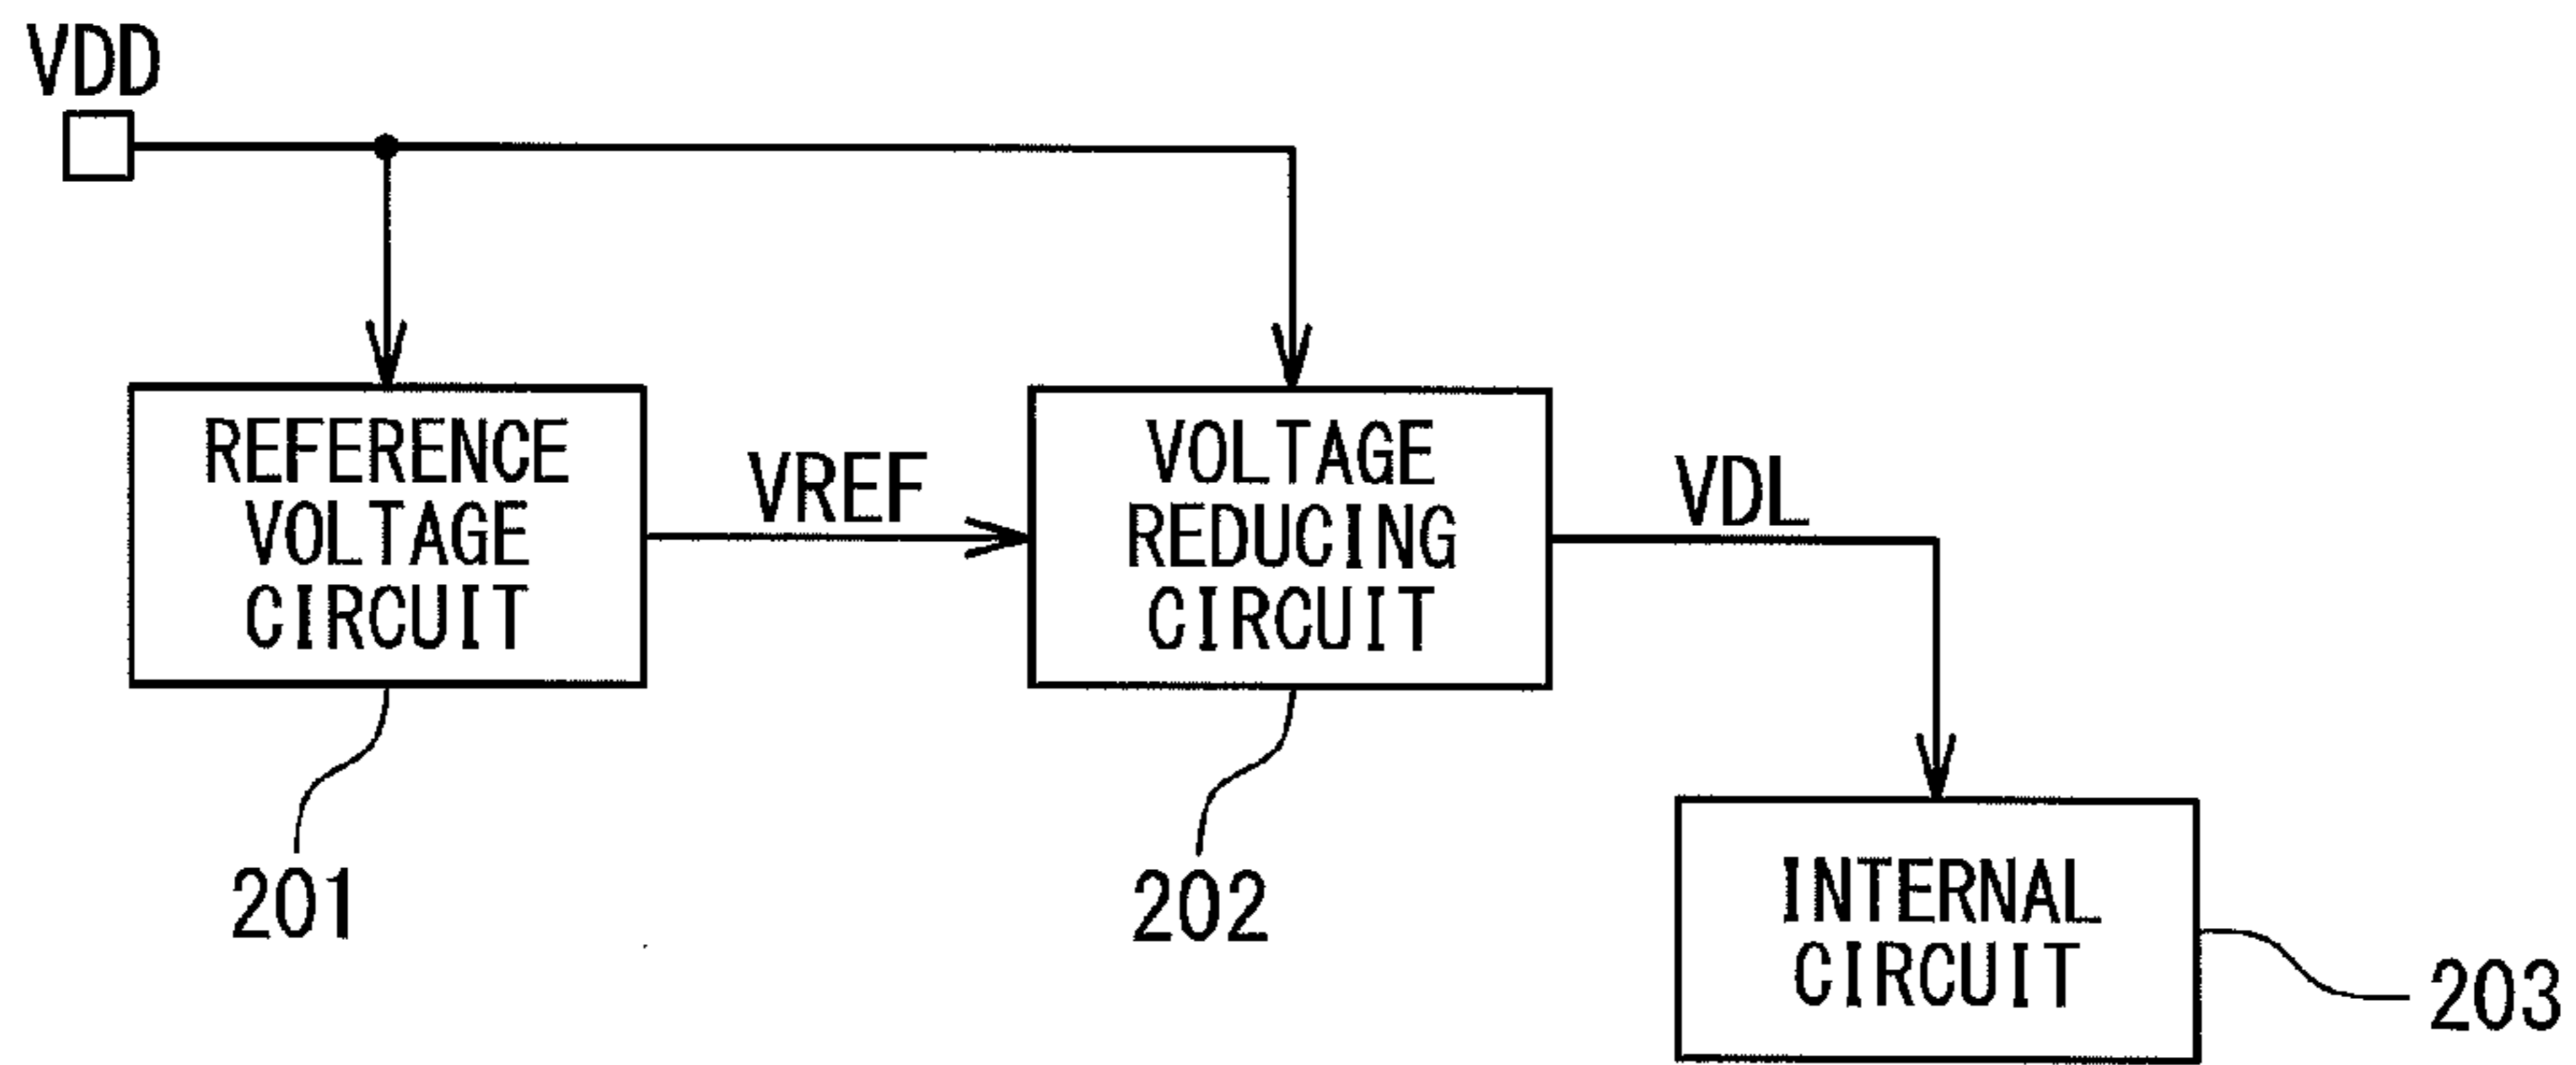 VDD
REFERENCE
VOLTAGE
CIRCUIT
VREF
VOLTAGE
REDUCING
CIRCUIT
VDL
201
202
INTERNAL
CIRCUIT
203